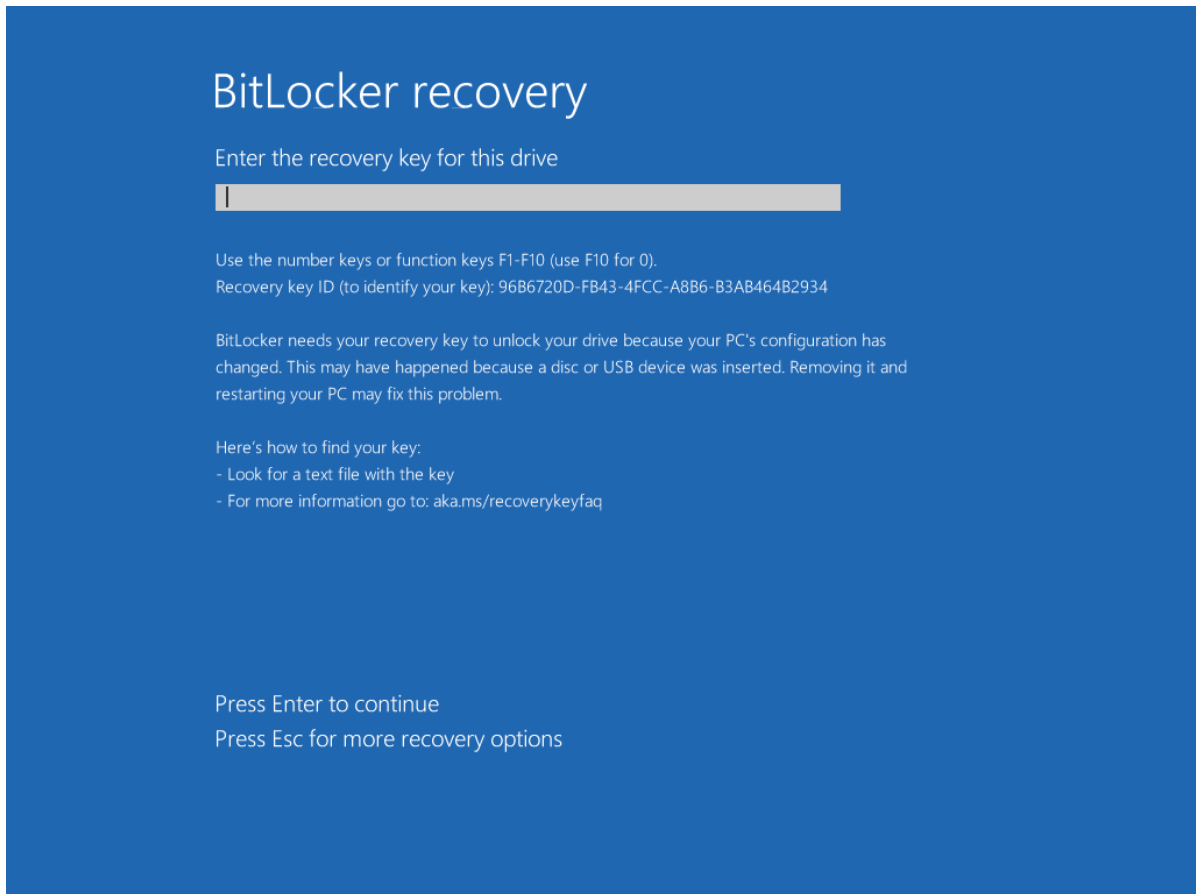 BitLocker recovery
Enter the recovery key for this drive
Use the number keys or function keys F1-F10 (use F10 for 0).
Recovery key ID (to identify your key): 96B6720D-FB43-4FCC-A8B6-B3AB464B2934
BitLocker needs your recovery key to unlock your drive because your PC's configuration has
changed. This may have happened because a disc or USB device was inserted. Removing it and
restarting your PC may fix this problem.
Here's how to find your key:
- Look for a text file with the key
- For more information go to: aka.ms/recoverykeyfaq
Press Enter to continue
Press Esc for more recovery options